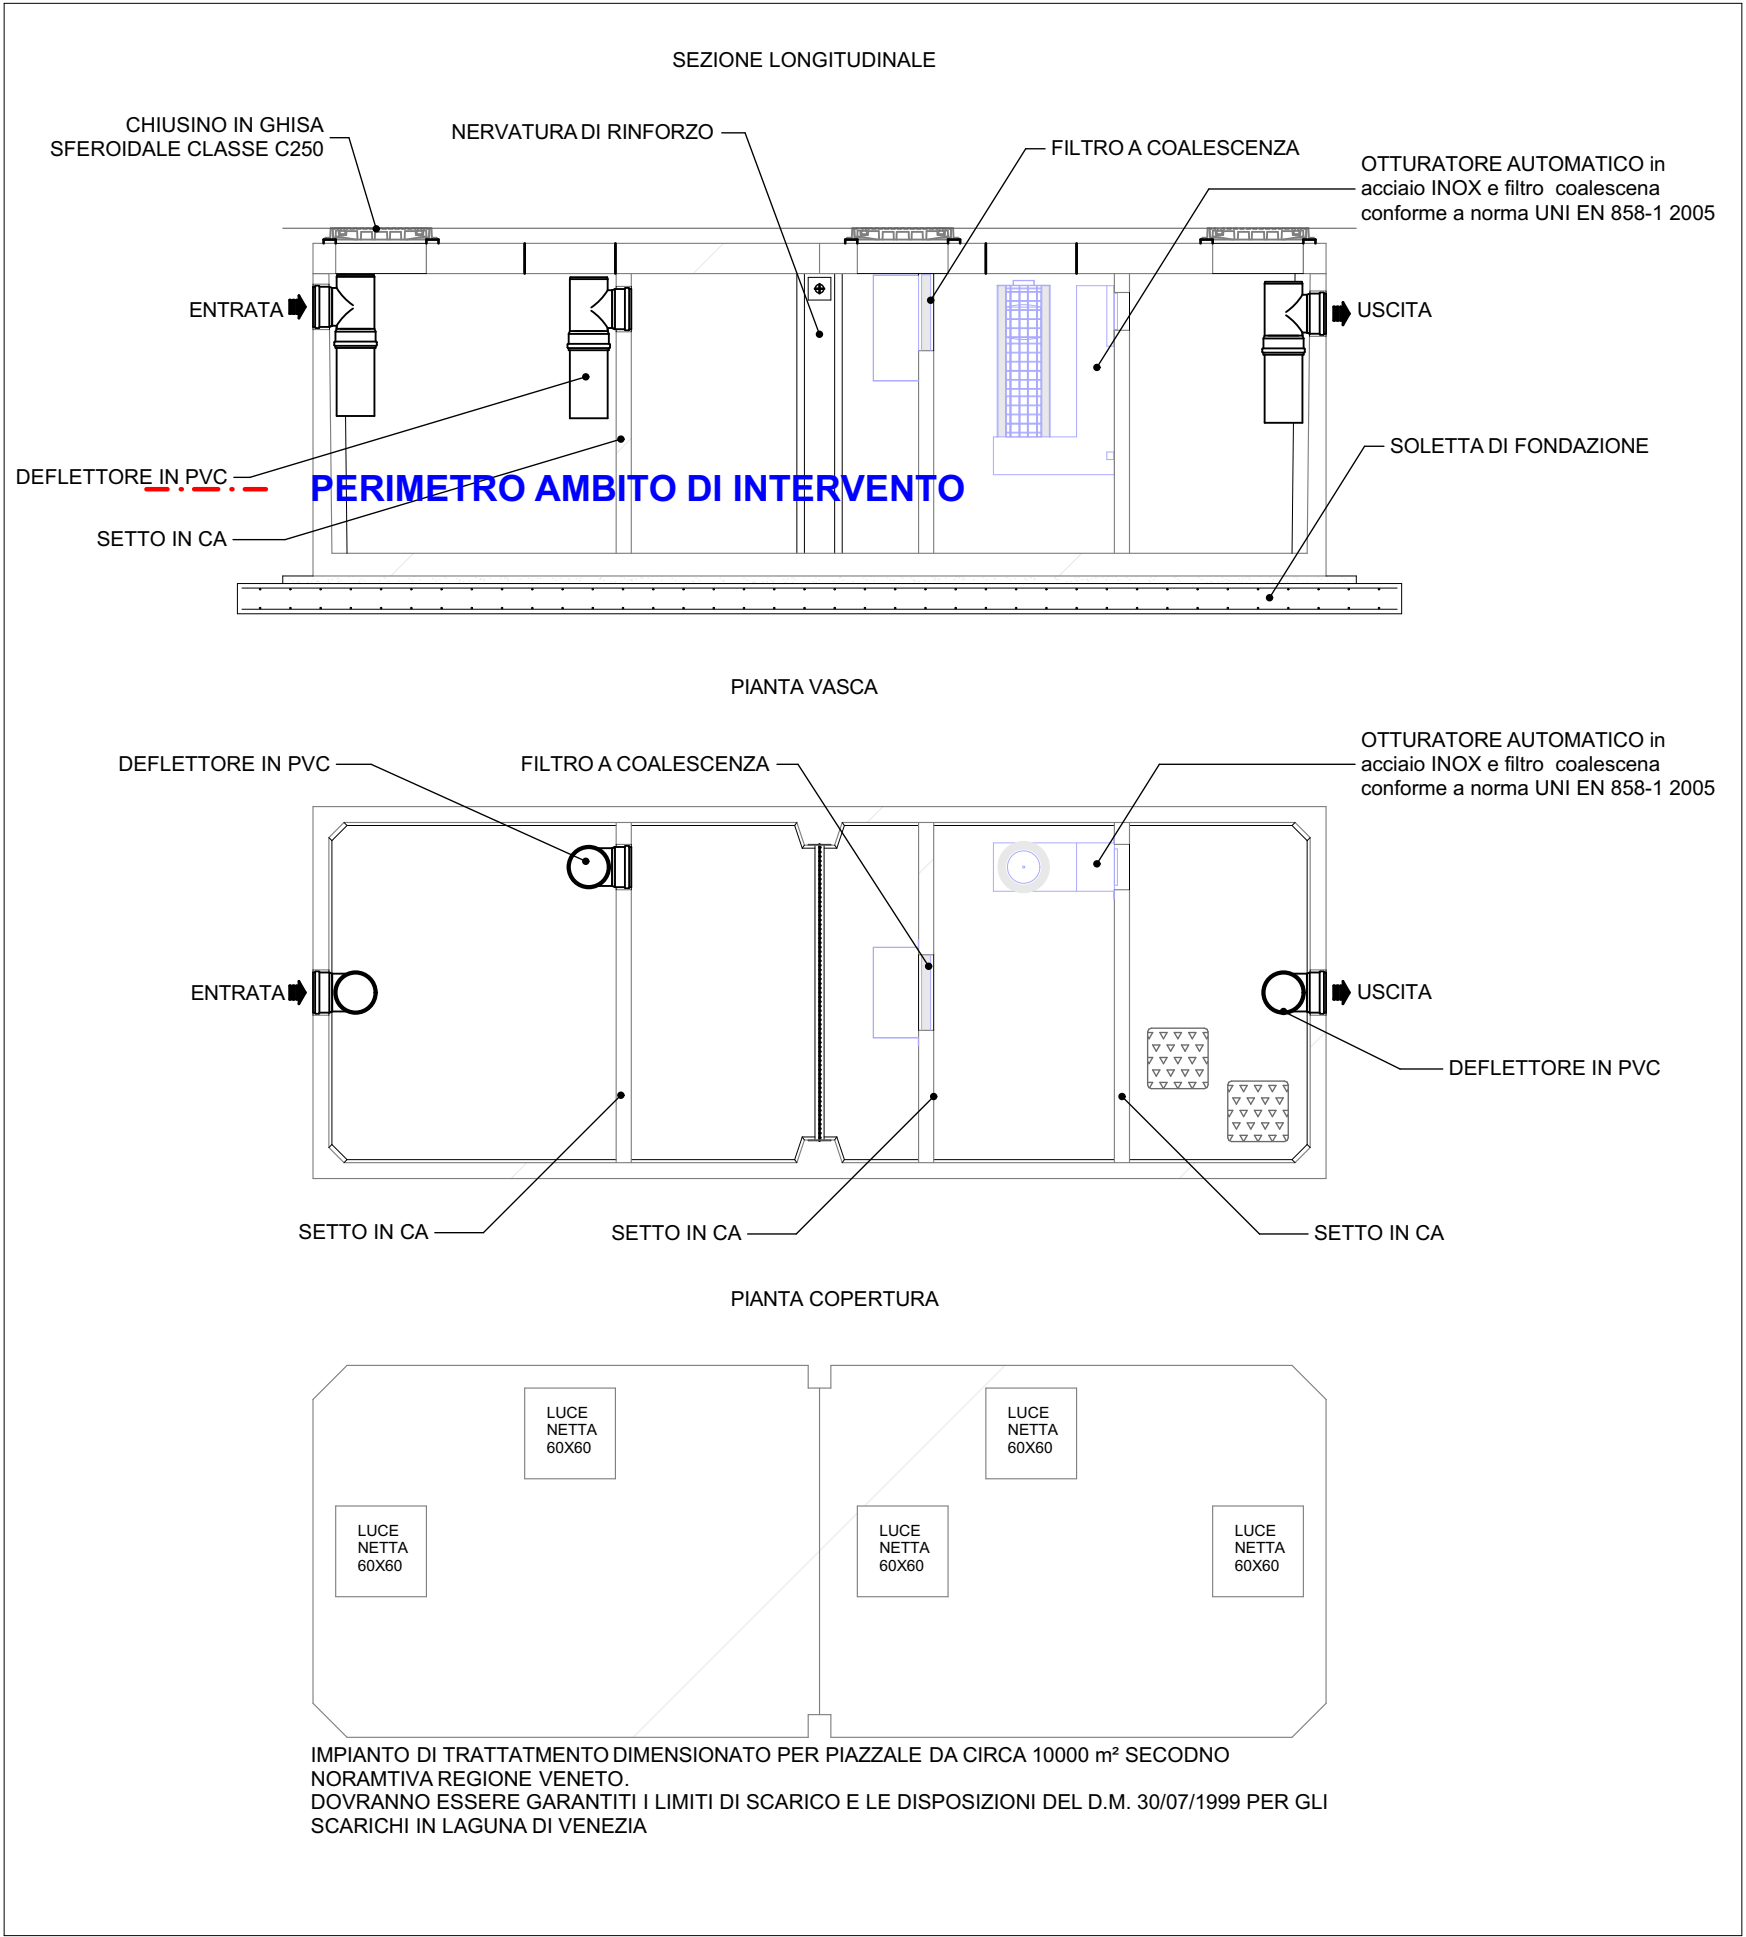 SEZIONE LONGITUDINALE
CHIUSINO IN GHISA
SFEROIDALE CLASSE C250
NERVATURA DI RINFORZO
FILTRO A COALESCENZA
OTTURATORE AUTOMATICO in
acciaio INOX e filtro coalescena
conforme a norma UNI EN 858-1 2005
ENTRATA
USCITA
SOLETTA DI FONDAZIONE
DEFLETTORE IN PVC
PERIMETRO AMBITO DI INTERVENTO
SETTO IN CA
PIANTA VASCA
DEFLETTORE IN PVC
FILTRO A COALESCENZA
OTTURATORE AUTOMATICO in
acciaio INOX e filtro coalescena
conforme a norma UNI EN 858-1 2005
ENTRATA
USCITA
DEFLETTORE IN PVC
SETTO IN CA
SETTO IN CA
SETTO IN CA
PIANTA COPERTURA
LUCE
NETTA
60X60
LUCE
NETTA
60X60
LUCE
NETTA
60X60
LUCE
NETTA
60X60
LUCE
NETTA
60X60
IMPIANTO DI TRATTATMENTO DIMENSIONATO PER PIAZZALE DA CIRCA 10000 m² SECODNO
NORAMTIVA REGIONE VENETO.
DOVRANNO ESSERE GARANTITI I LIMITI DI SCARICO E LE DISPOSIZIONI DEL D.M. 30/07/1999 PER GLI
SCARICHI IN LAGUNA DI VENEZIA